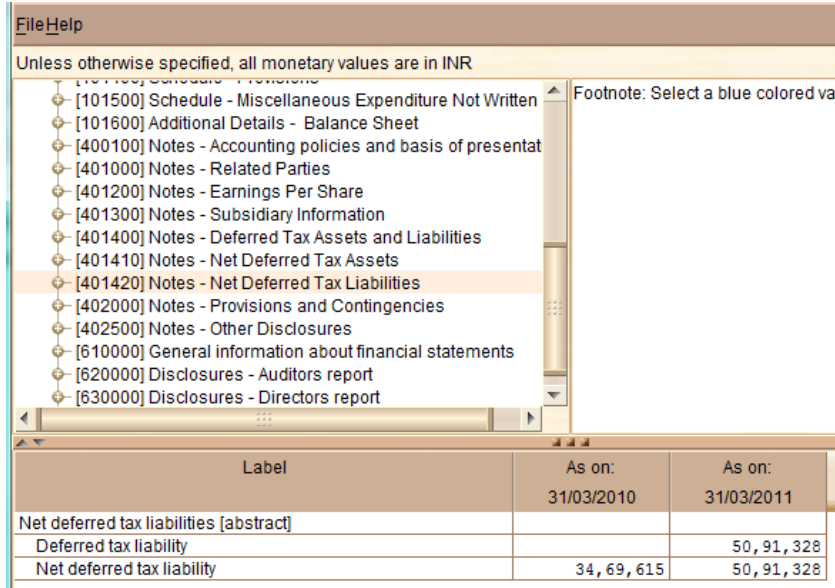 FileHelp
Unless otherwise specified, all monetary values are in INR
[101500] Schedule - Miscellaneous Expenditure Not Written
[101600] Additional Details - Balance Sheet
[400100] Notes - Accounting policies and basis of presentat
[401000] Notes - Related Parties
[401200] Notes - Earnings Per Share
[401300] Notes - Subsidiary Information
[401400] Notes - Deferred Tax Assets and Liabilities
[401410] Notes - Net Deferred Tax Assets
[401420] Notes - Net Deferred Tax Liabilities
[402000] Notes - Provisions and Contingencies
[402500] Notes - Other Disclosures
[610000] General information about financial statements
[620000] Disclosures - Auditors report
[630000] Disclosures - Directors report
Footnote: Select a blue colored va
Label As on: As on:
31/03/2010 31/03/2011
Net deferred tax liabilities [abstract]
Deferred tax liability 50,91,328
Net deferred tax liability 34,69,615 50,91,328